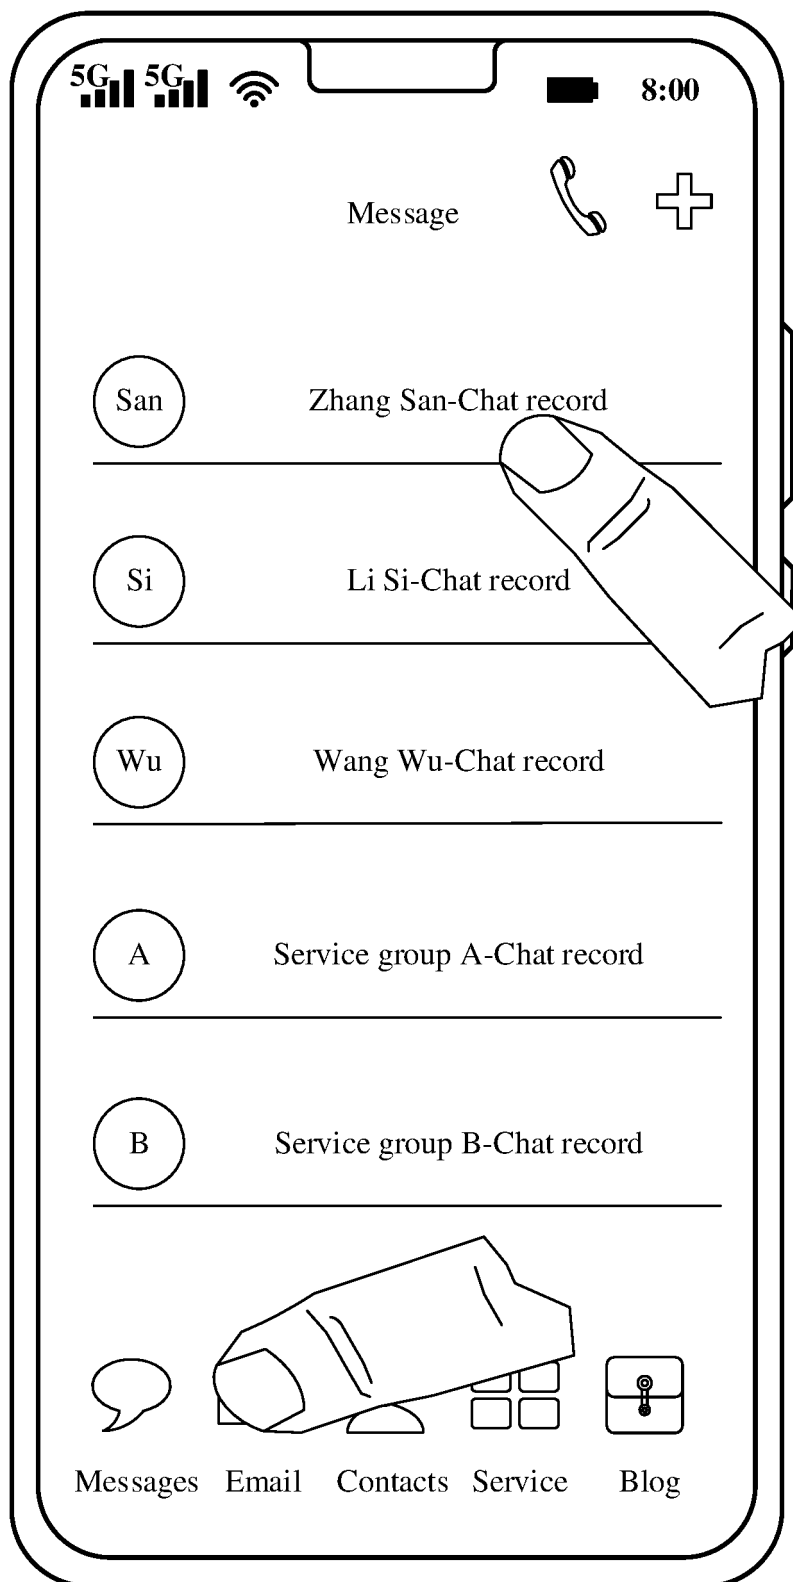 5G 5G 8:00
Message
San Zhang San-Chat record
Si Li Si-Chat record
Wu Wang Wu-Chat record
A Service group A-Chat record
B Service group B-Chat record
Messages Email Contacts Service Blog